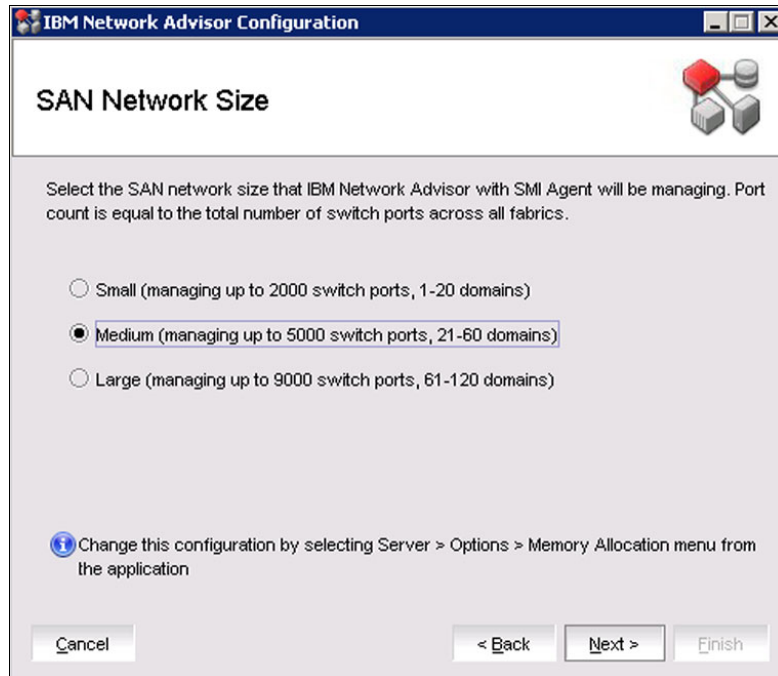 IBM Network Advisor Configuration
SAN Network Size
Select the SAN network size that IBM Network Advisor with SMI Agent will be managing. Port
count is equal to the total number of switch ports across all fabrics.
Small (managing up to 2000 switch ports, 1-20 domains)
Medium (managing up to 5000 switch ports, 21-60 domains)
Large (managing up to 9000 switch ports, 61-120 domains)
Change this configuration by selecting Server > Options > Memory Allocation menu from
the application
Cancel
< Back
Next >
Finish